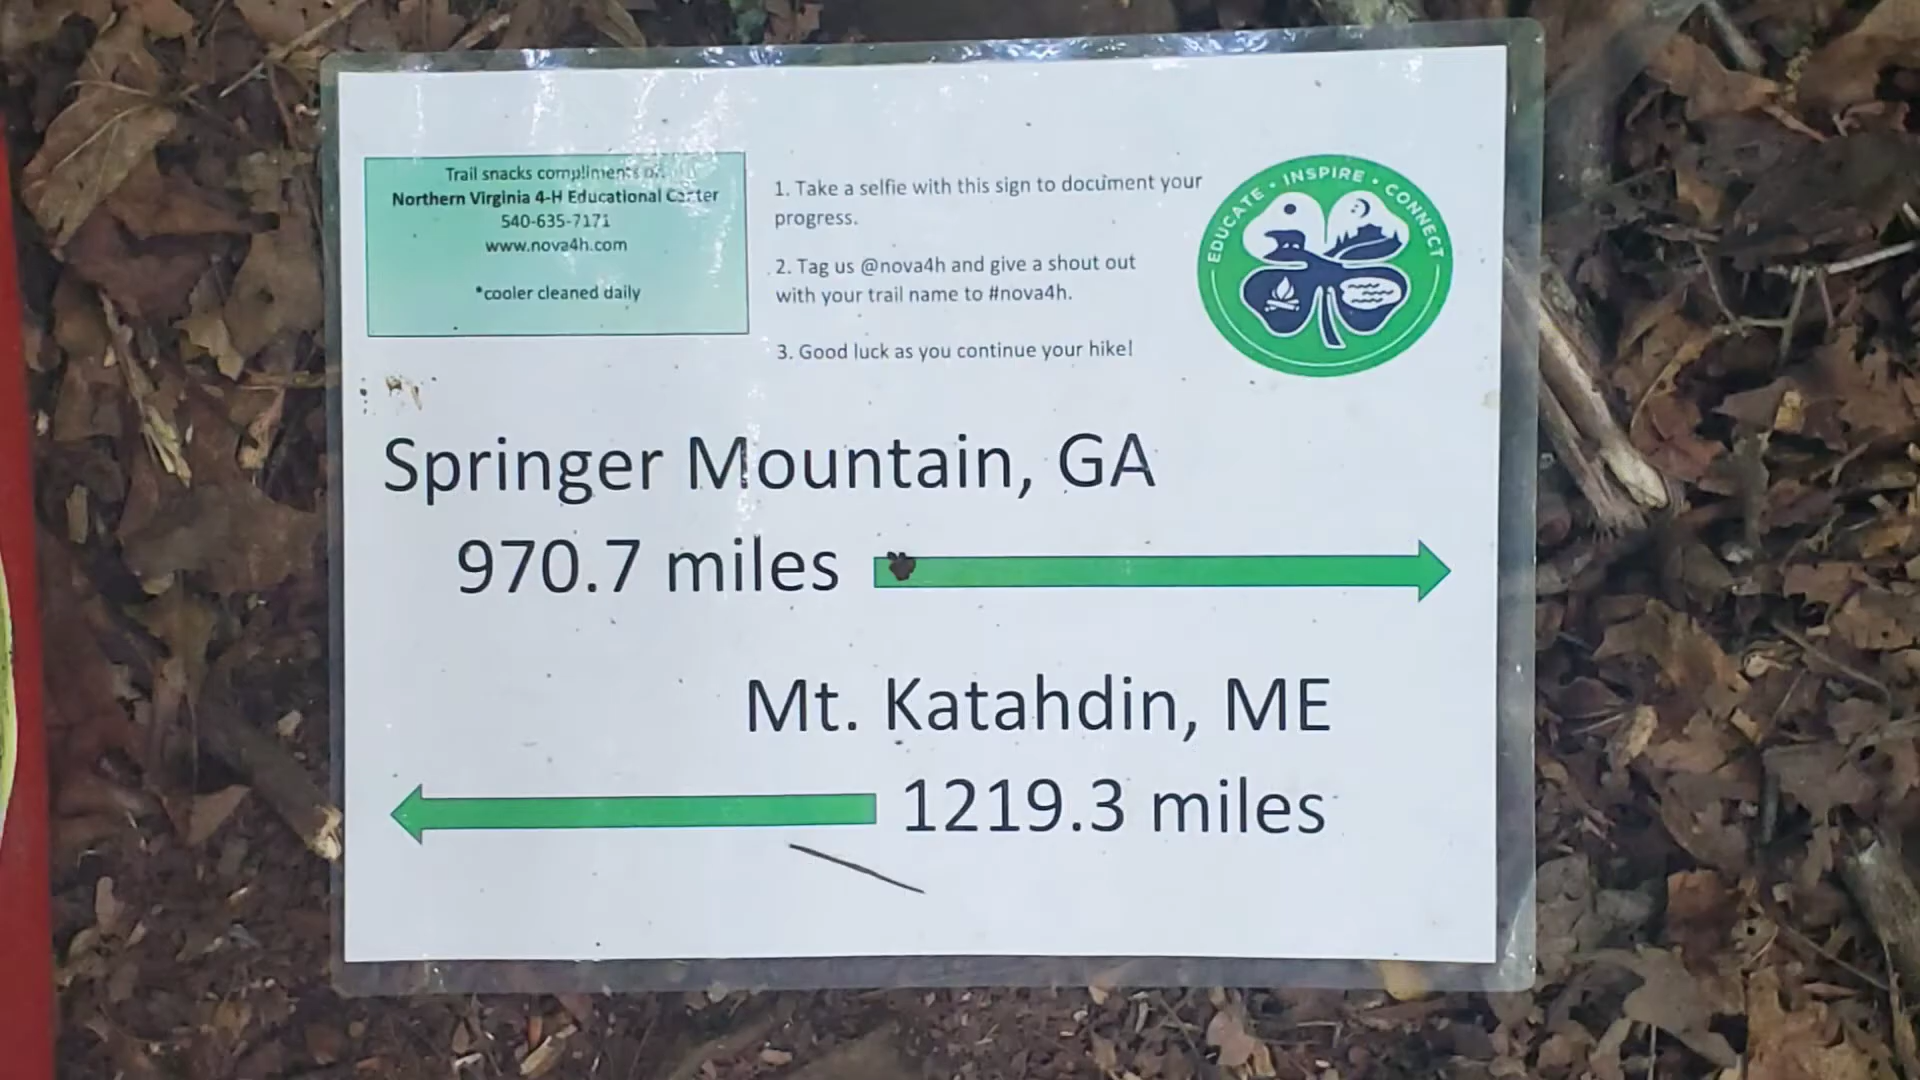 Trail snacks compliments of:
Northern Virginia 4-H Educational Center
540-635-7171
www.nova4h.com
*cooler cleaned daily
1. Take a selfie with this sign to document your
progress.
2. Tag us @nova4h and give a shout out
with your trail name to #nova4h.
3. Good luck as you continue your hike!
EDUCATE • INSPIRE • CONNECT
Springer Mountain, GA
970.7 miles
Mt. Katahdin, ME
1219.3 miles